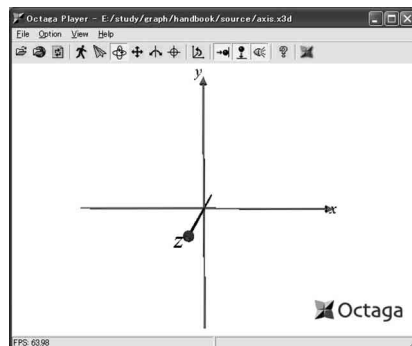 Octaga Player - E:/study/graph/handbook/source/axis.x3d
File Option View Help
y
x
z
Octaga
FPS: 63.98